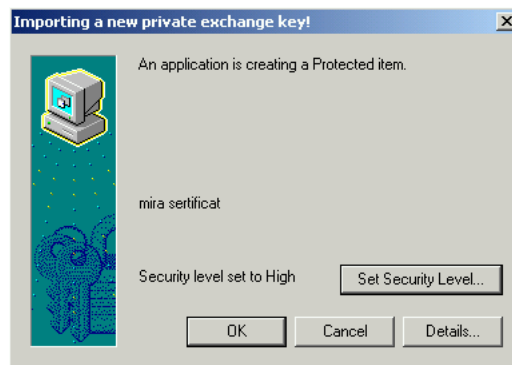 Importing a new private exchange key!
An application is creating a Protected item.
mira sertificat
Security level set to High
Set Security Level...
OK
Cancel
Details...